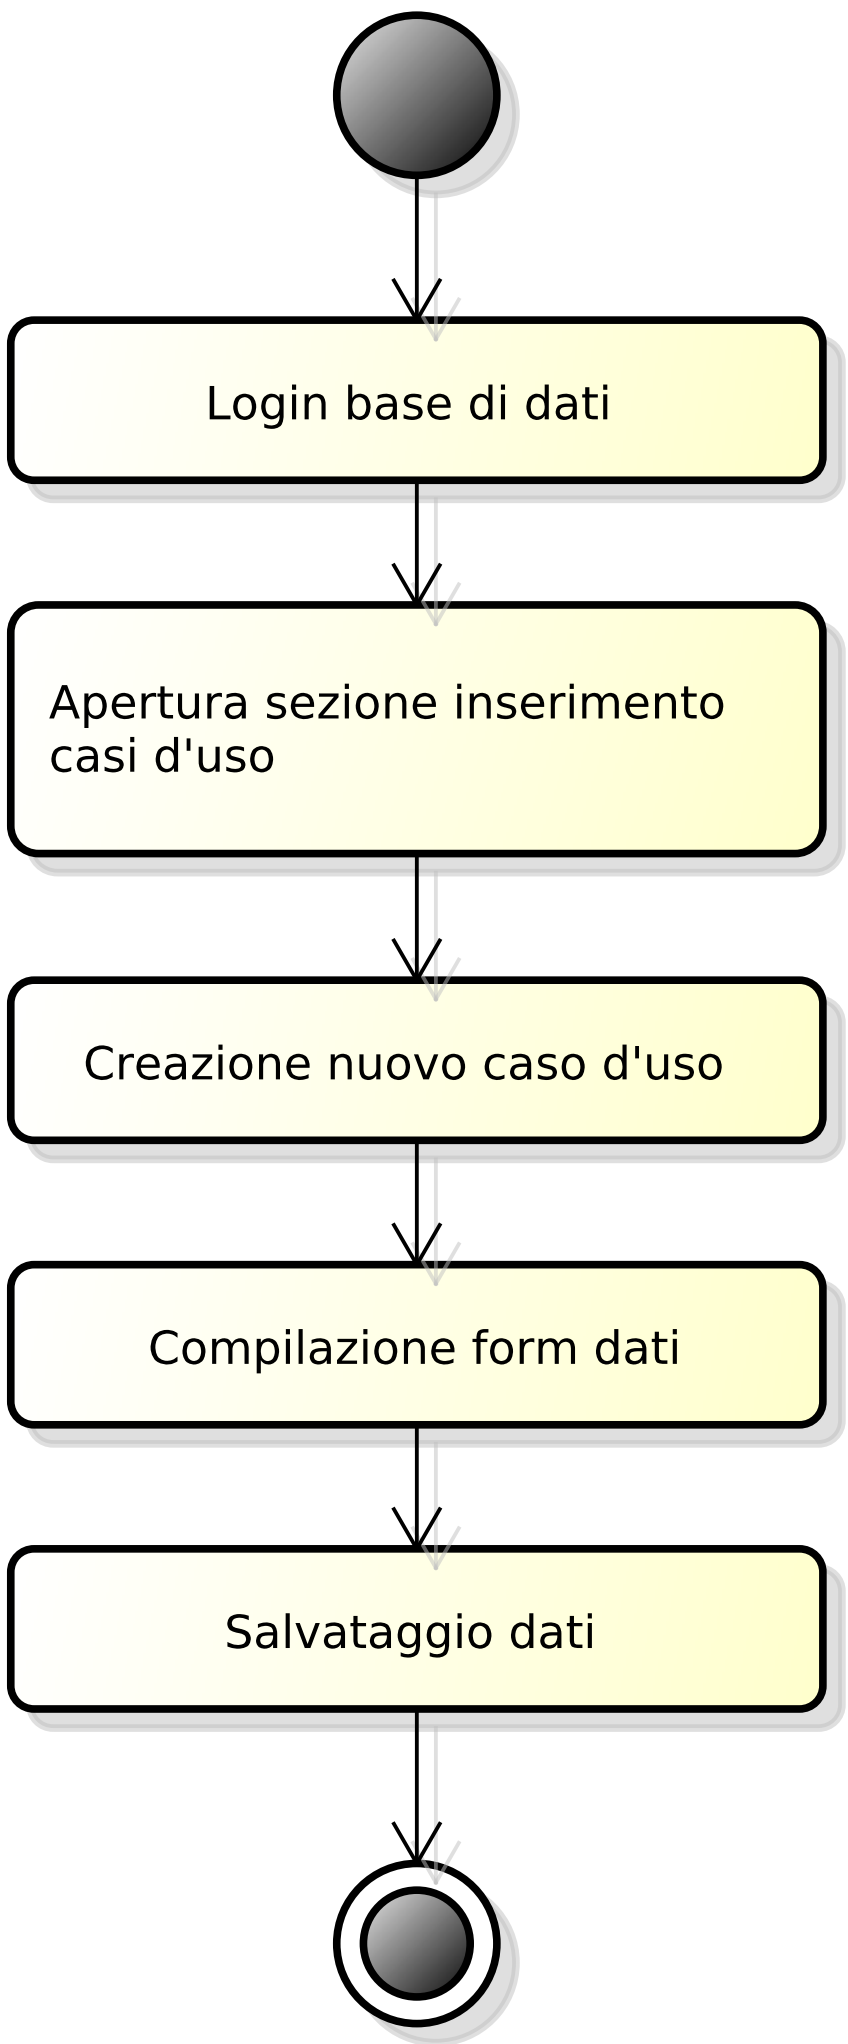 Login base di dati
Apertura sezione inserimento
casi d'uso
Creazione nuovo caso d'uso
Compilazione form dati
Salvataggio dati